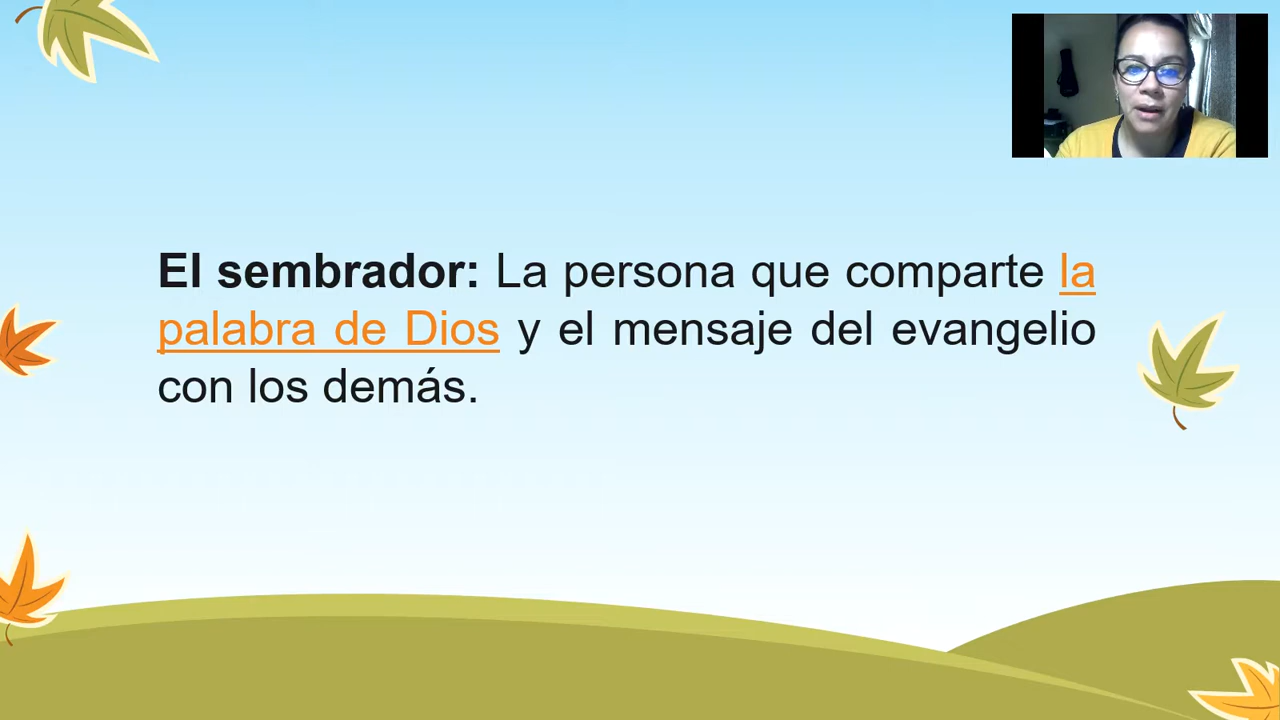 El sembrador: La persona que comparte la
palabra de Dios y el mensaje del evangelio
con los demás.